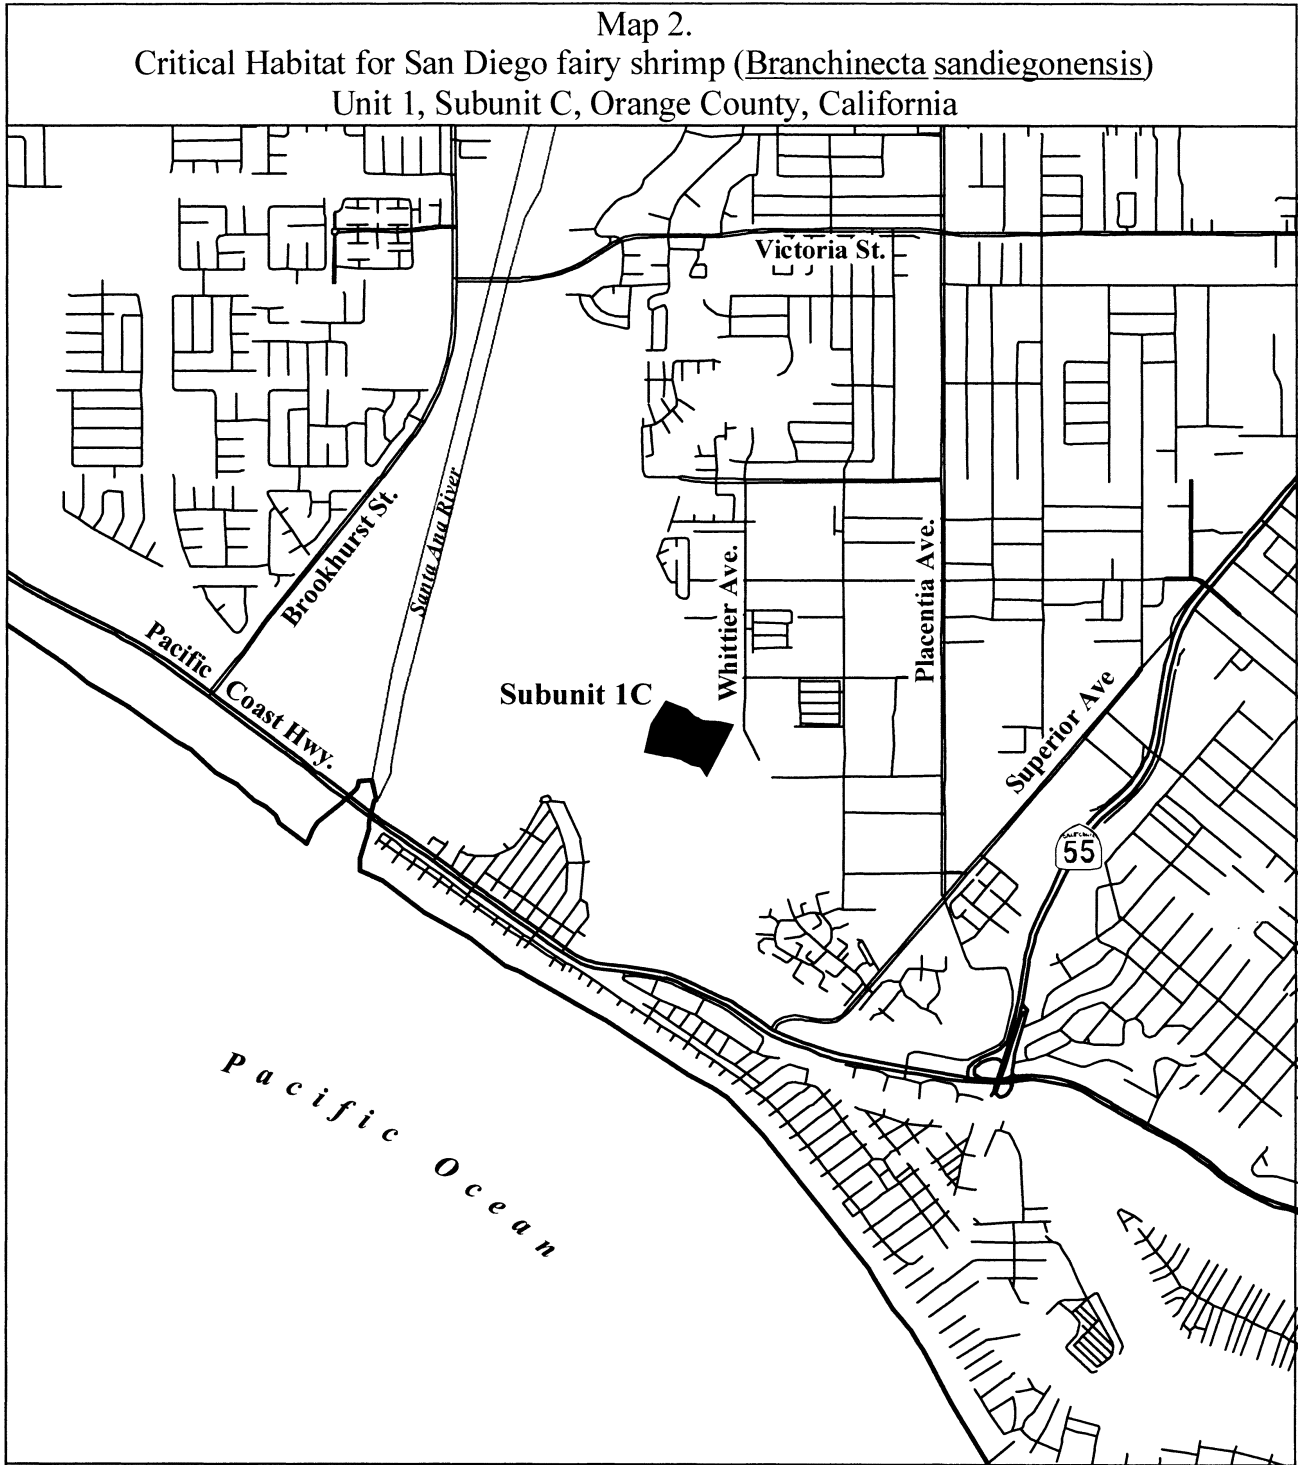 Map 2.
Critical Habitat for San Diego fairy shrimp (Branchinecta sandiegonensis)
Unit 1, Subunit C, Orange County, California
Victoria St.
Brookhurst St.
Santa Ana River
Whittier Ave.
Placentia Ave.
Pacific Coast Hwy.
Subunit 1C
Superior Ave
55
Pacific Ocean